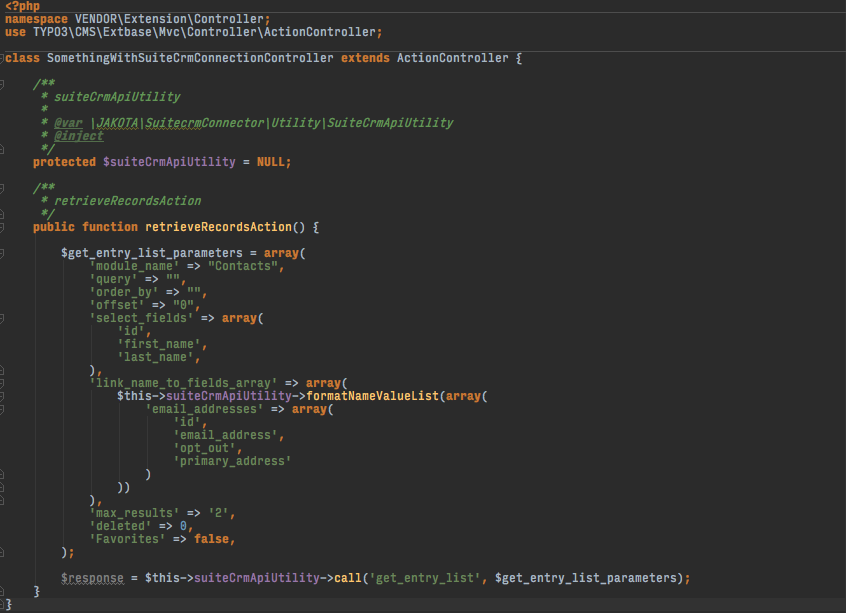 <?php
namespace VENDOR\Extension\Controller;
use TYPO3\CMS\Extbase\Mvc\Controller\ActionController;
class SomethingWithSuiteCrmConnectionController extends ActionController {
/**
* suiteCrmApiUtility
*
* @var |JAKOTA|SuitecrmConnector|Utility|SuiteCrmApiUtility
* @inject
*/
protected $suiteCrmApiUtility = NULL;
/**
* retrieveRecordsAction
*/
public function retrieveRecordsAction() {
$get_entry_list_parameters = array(
'module_name' => "Contacts",
'query' => "",
'order_by' => "",
'offset' => "0",
'select_fields' => array(
'id',
'first_name',
'last_name',
),
'link_name_to_fields_array' => array(
$this->suiteCrmApiUtility->formatNameValueList(array(
'email_addresses' => array(
'id',
'email_address',
'opt_out',
'primary_address'
)
))
),
'max_results' => '2',
'deleted' => 0,
'Favorites' => false,
);
$response = $this->suiteCrmApiUtility->call('get_entry_list', $get_entry_list_parameters);
}
}